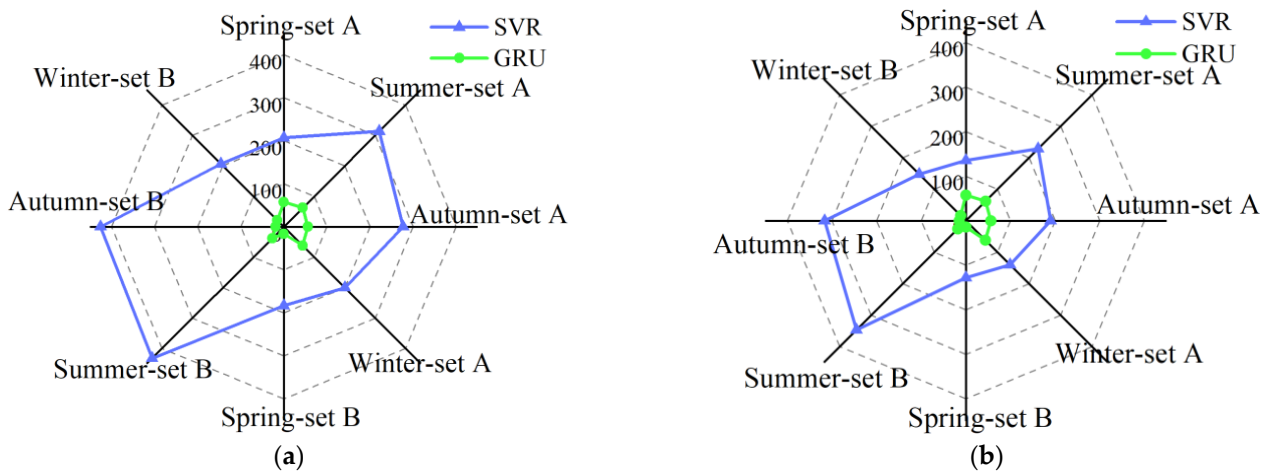 Spring-set A
SVR
GRU
400
300
200
100
Summer-set A
Autumn-set A
Winter-set A
Spring-set B
Summer-set B
Autumn-set B
Winter-set B
(a)
Spring-set A
SVR
GRU
400
300
200
100
Summer-set A
Autumn-set A
Winter-set A
Spring-set B
Summer-set B
Autumn-set B
Winter-set B
(b)